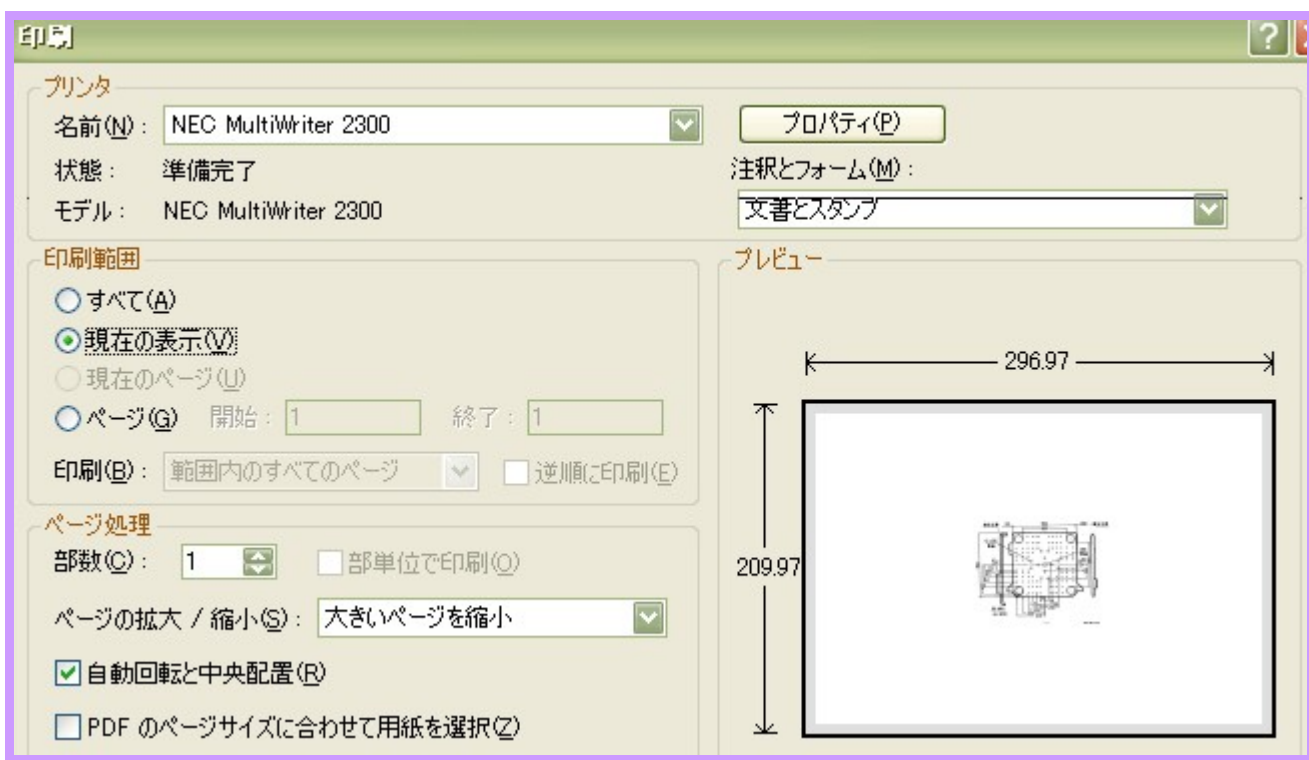 印刷
プリンタ
名前(N): NEC MultiWriter 2300
プロパティ(P)
状態: 準備完了
注釈とフォーム(M):
モデル: NEC MultiWriter 2300
文書とスタンプ
印刷範囲
すべて(A)
現在の表示(V)
現在のページ(U)
ページ(G) 開始: 1 終了: 1
印刷(B): 範囲内のすべてのページ 逆順に印刷(E)
ページ処理
部数(C): 1 部単位で印刷(O)
ページの拡大 / 縮小(S): 大きいページを縮小
自動回転と中央配置(R)
PDF のページサイズに合わせて用紙を選択(Z)
プレビュー
296.97
209.97